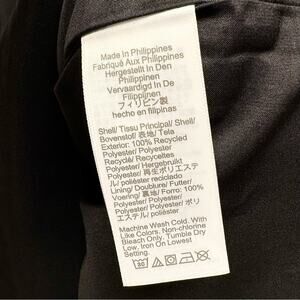 Made In Philippines
Fabriqué Aux Philippines
Hergestellt In Den
Philippinen
Vervaardigd In De
Filippijnen
フィリピン製
hecho en filipinas
Shell/ Tissu Principal/ Shell/
Bovenstof/ 表地/ Tela
Exterior: 100% Recycled
Polyester/ Polyester
Recyclé/ Recyceltes
Polyester/ Hergebruikt
Polyester/ 再生ポリエステ
ル/ poliéster reciclado
Lining/ Doublure/ Futter/
Voering/ 裏地/ Forro: 100%
Polyester/ Polyester/
Polyester/ Polyester/ ポリ
エステル/ poliéster
Machine Wash Cold. With
Like Colors. Non-chlorine
Bleach Only. Tumble Dry
Low. Iron On Lowest
Setting.